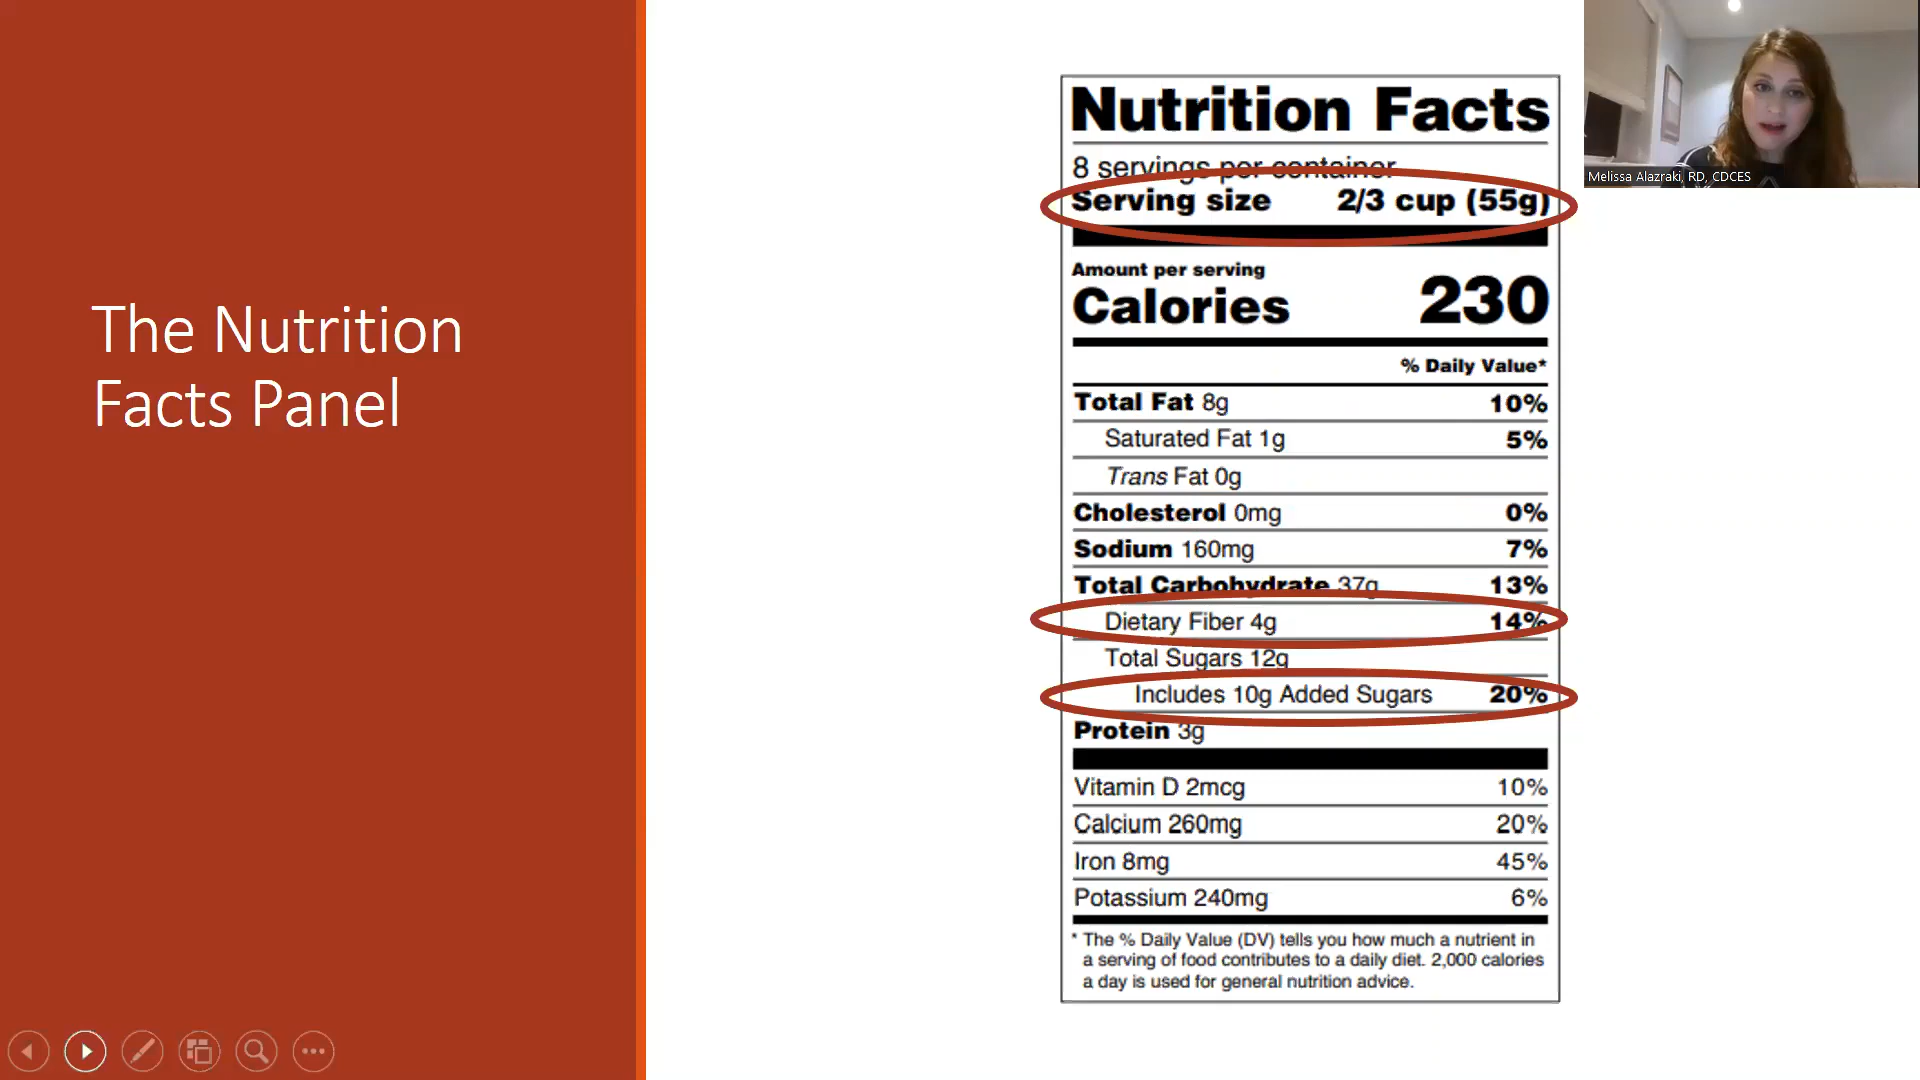 The Nutrition
Facts Panel
Nutrition Facts
8 servings per container
Serving size 2/3 cup (55g)
Amount per serving
Calories 230
% Daily Value*
Total Fat 8g 10%
Saturated Fat 1g 5%
Trans Fat 0g
Cholesterol 0mg 0%
Sodium 160mg 7%
Total Carbohydrate 37g 13%
Dietary Fiber 4g 14%
Total Sugars 12g
Includes 10g Added Sugars 20%
Protein 3g
Vitamin D 2mcg 10%
Calcium 260mg 20%
Iron 8mg 45%
Potassium 240mg 6%
* The % Daily Value (DV) tells you how much a nutrient in
a serving of food contributes to a daily diet. 2,000 calories
a day is used for general nutrition advice.
Melissa Alazraki, RD, CDCES